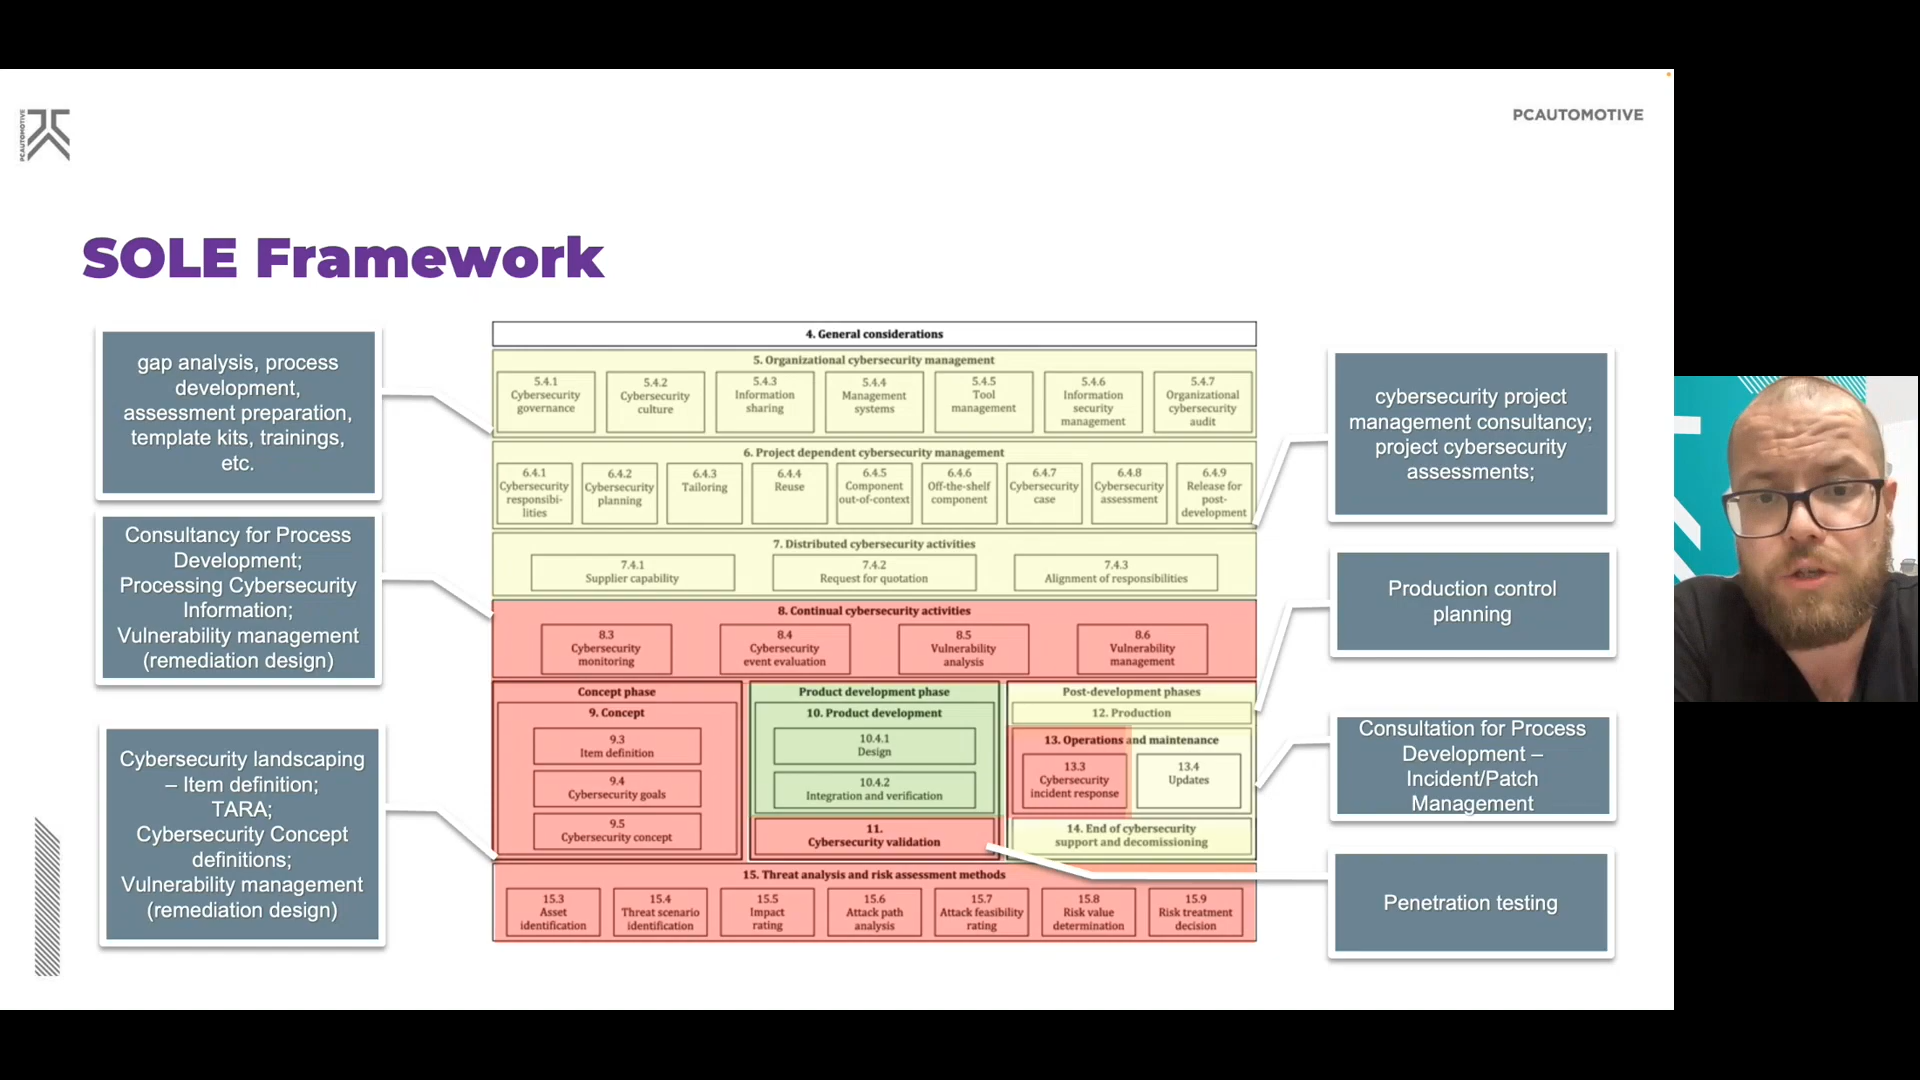 PCAUTOMOTIVE
PCAUTOMOTIVE
SOLE Framework
gap analysis, process
development,
assessment preparation,
template kits, trainings,
etc.
Consultancy for Process
Development;
Processing Cybersecurity
Information;
Vulnerability management
(remediation design)
Cybersecurity landscaping
– Item definition;
TARA;
Cybersecurity Concept
definitions;
Vulnerability management
(remediation design)
4. General considerations
5. Organizational cybersecurity management
5.4.1
Cybersecurity
governance
5.4.2
Cybersecurity
culture
5.4.3
Information
sharing
5.4.4
Management
systems
5.4.5
Tool
management
5.4.6
Information
security
management
5.4.7
Organizational
cybersecurity
audit
6. Project dependent cybersecurity management
6.4.1
Cybersecurity
responsibi-
lities
6.4.2
Cybersecurity
planning
6.4.3
Tailoring
6.4.4
Reuse
6.4.5
Component
out-of-context
6.4.6
Off-the-shelf
component
6.4.7
Cybersecurity
case
6.4.8
Cybersecurity
assessment
6.4.9
Release for
post-
development
7. Distributed cybersecurity activities
7.4.1
Supplier capability
7.4.2
Request for quotation
7.4.3
Alignment of responsibilities
8. Continual cybersecurity activities
8.3
Cybersecurity
monitoring
8.4
Cybersecurity
event evaluation
8.5
Vulnerability
analysis
8.6
Vulnerability
management
Concept phase
9. Concept
9.3
Item definition
9.4
Cybersecurity goals
9.5
Cybersecurity concept
Product development phase
10. Product development
10.4.1
Design
10.4.2
Integration and verification
11.
Cybersecurity validation
Post-development phases
12. Production
13. Operations and maintenance
13.3
Cybersecurity
incident response
13.4
Updates
14. End of cybersecurity
support and decomissioning
15. Threat analysis and risk assessment methods
15.3
Asset
identification
15.4
Threat scenario
identification
15.5
Impact
rating
15.6
Attack path
analysis
15.7
Attack feasibility
rating
15.8
Risk value
determination
15.9
Risk treatment
decision
cybersecurity project
management consultancy;
project cybersecurity
assessments;
Production control
planning
Consultation for Process
Development –
Incident/Patch
Management
Penetration testing